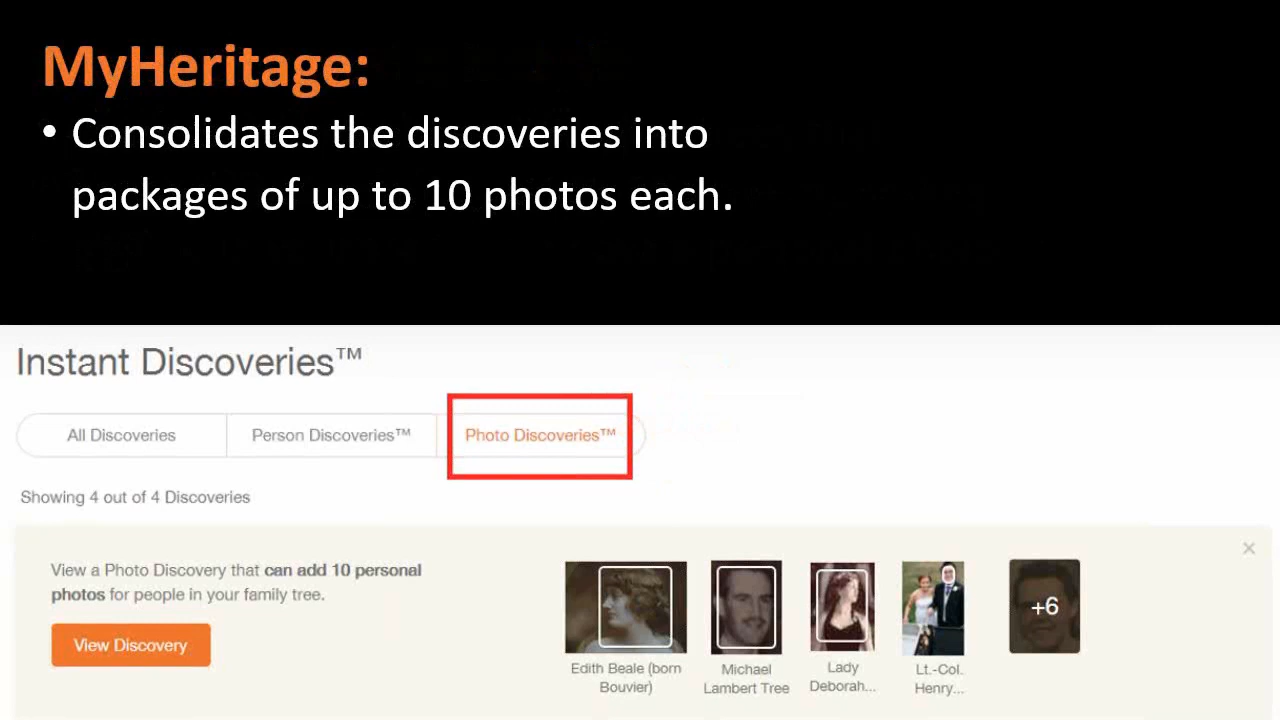 MyHeritage:
• Consolidates the discoveries into
packages of up to 10 photos each.
Instant Discoveries™
All Discoveries
Person Discoveries™
Photo Discoveries™
Showing 4 out of 4 Discoveries
View a Photo Discovery that can add 10 personal
photos for people in your family tree.
View Discovery
Edith Beale (born
Bouvier)
Michael
Lambert Tree
Lady
Deborah...
Lt.-Col.
Henry...
+6